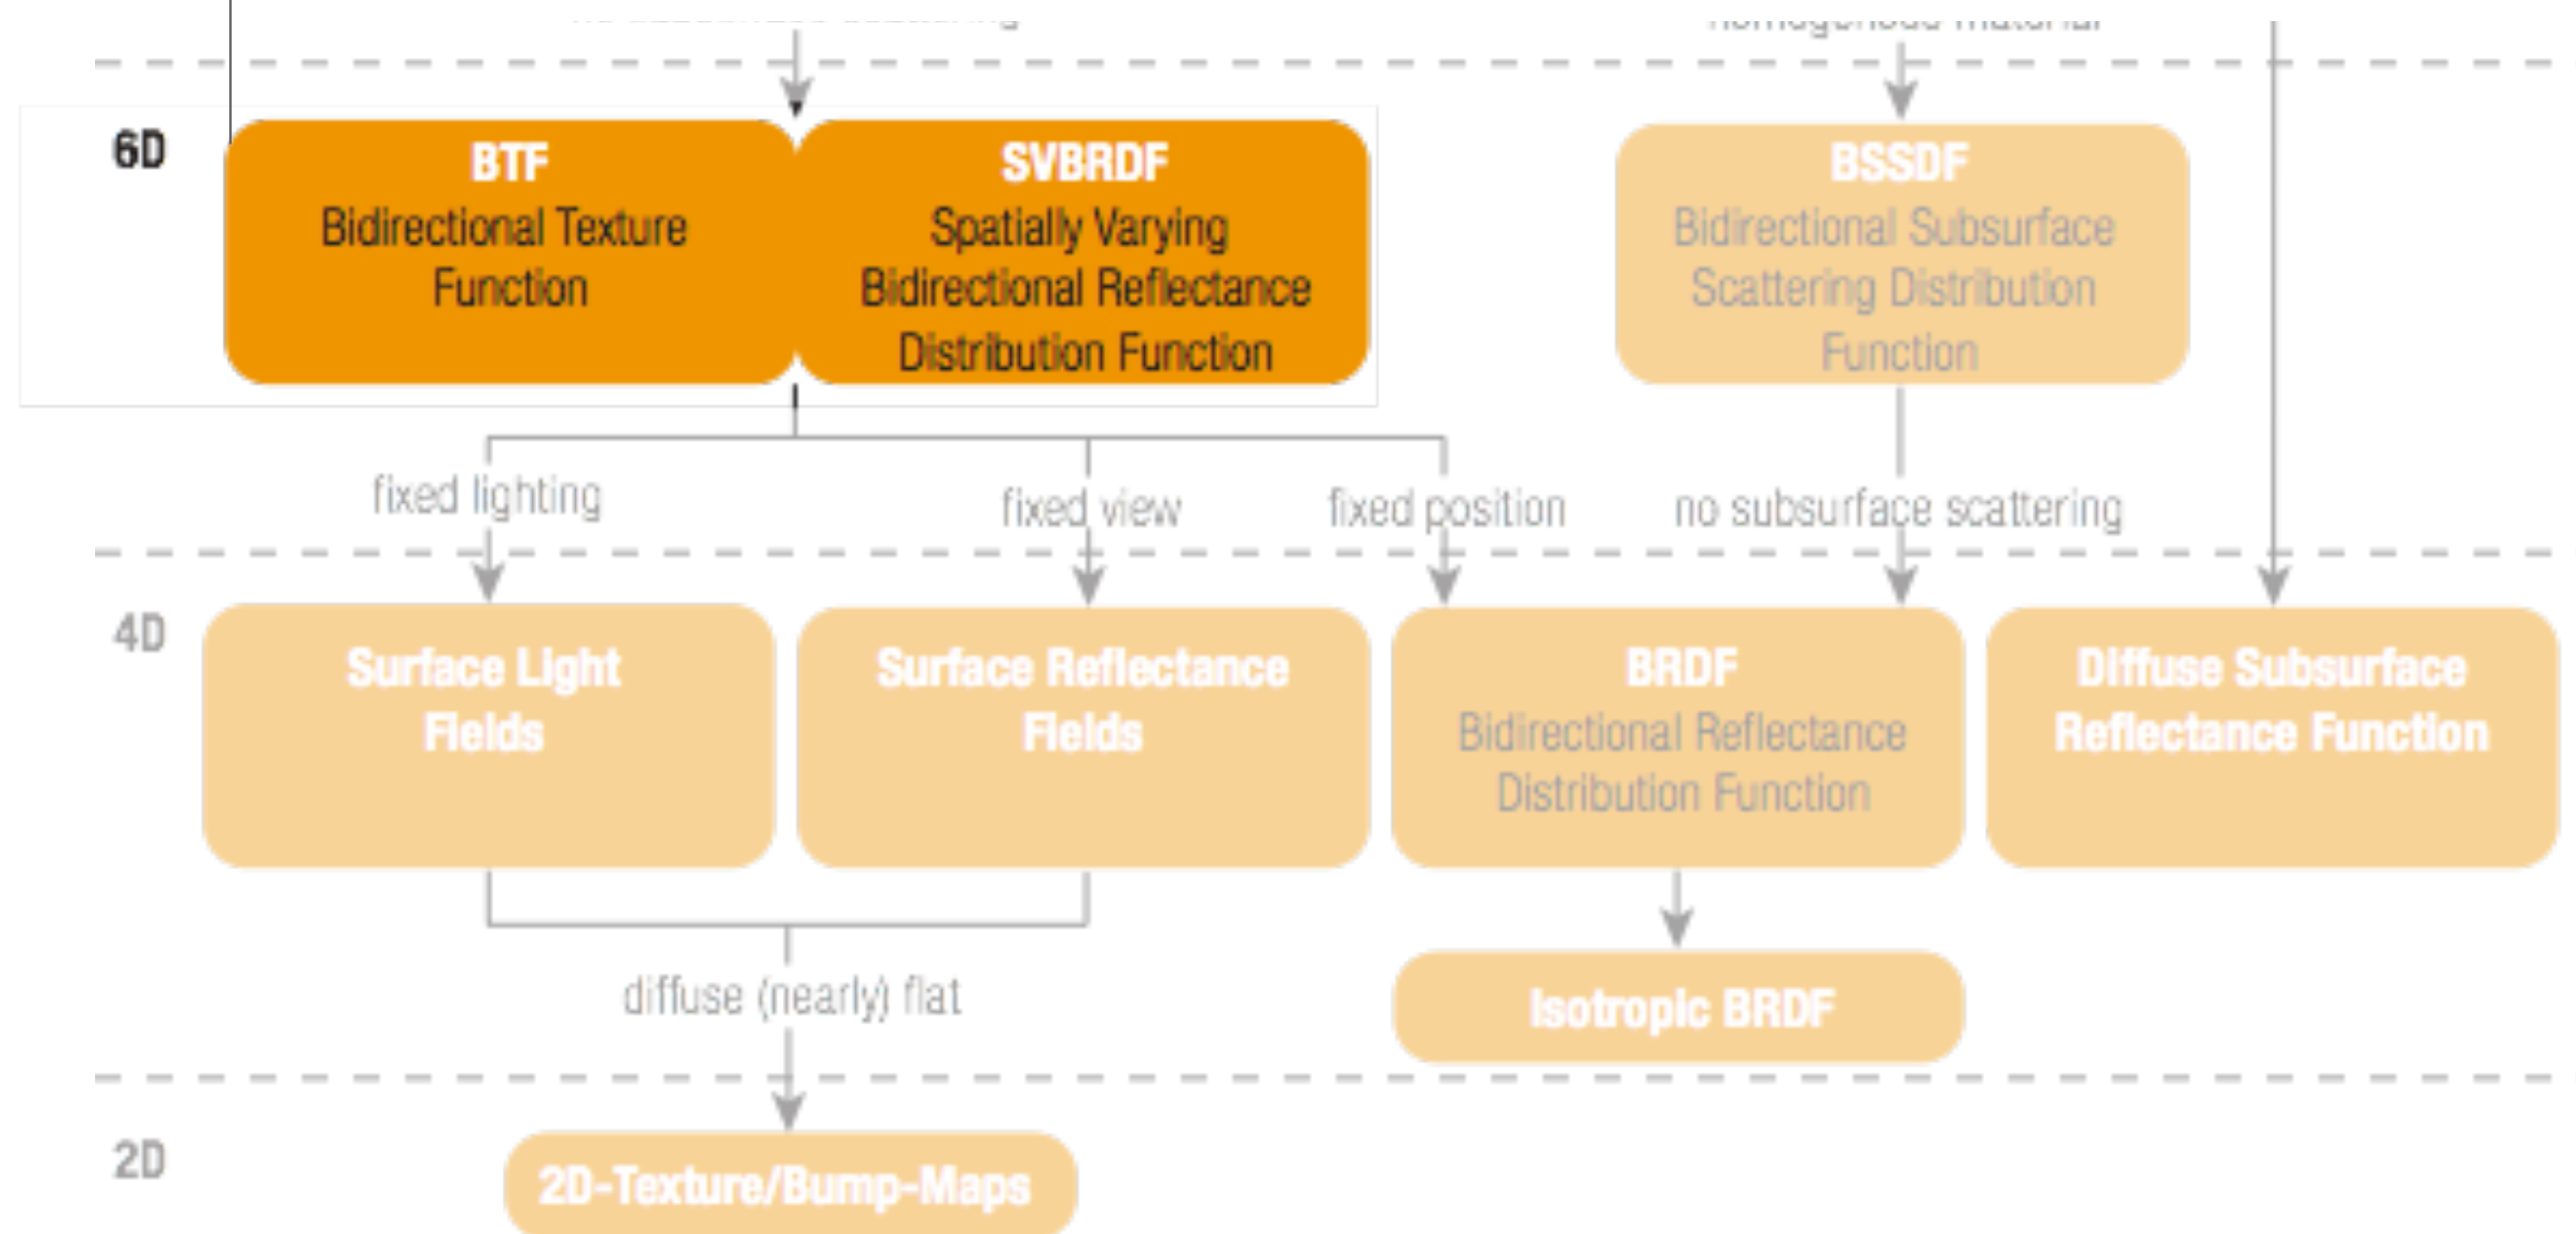 6D
BTF
Bidirectional Texture
Function
SVBRDF
Spatially Varying
Bidirectional Reflectance
Distribution Function
BSSDF
Bidirectional Subsurface
Scattering Distribution
Function
fixed lighting
fixed view
fixed position
no subsurface scattering
4D
Surface Light
Fields
Surface Reflectance
Fields
BRDF
Bidirectional Reflectance
Distribution Function
Diffuse Subsurface
Reflectance Function
diffuse (nearly) flat
Isotropic BRDF
2D
2D-Texture/Bump-Maps